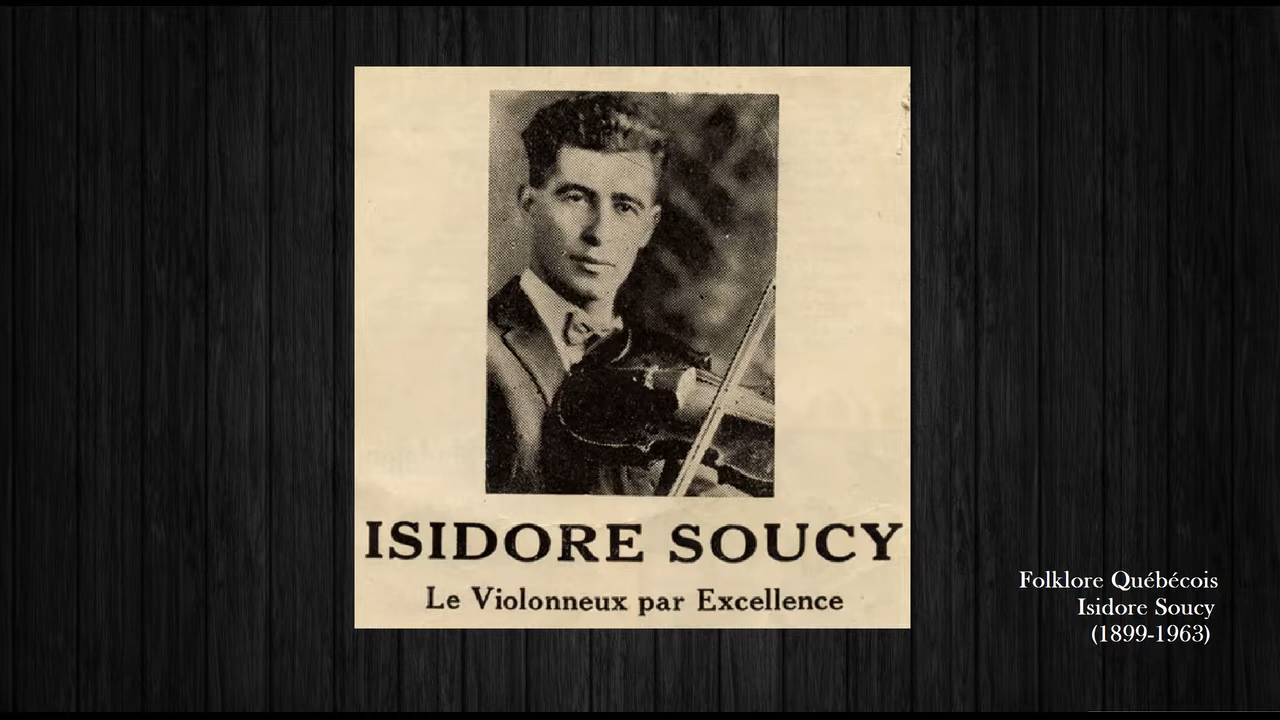 ISIDORE SOUCY
Le Violonneux par Excellence
Folklore Québécois
Isidore Soucy
(1899-1963)